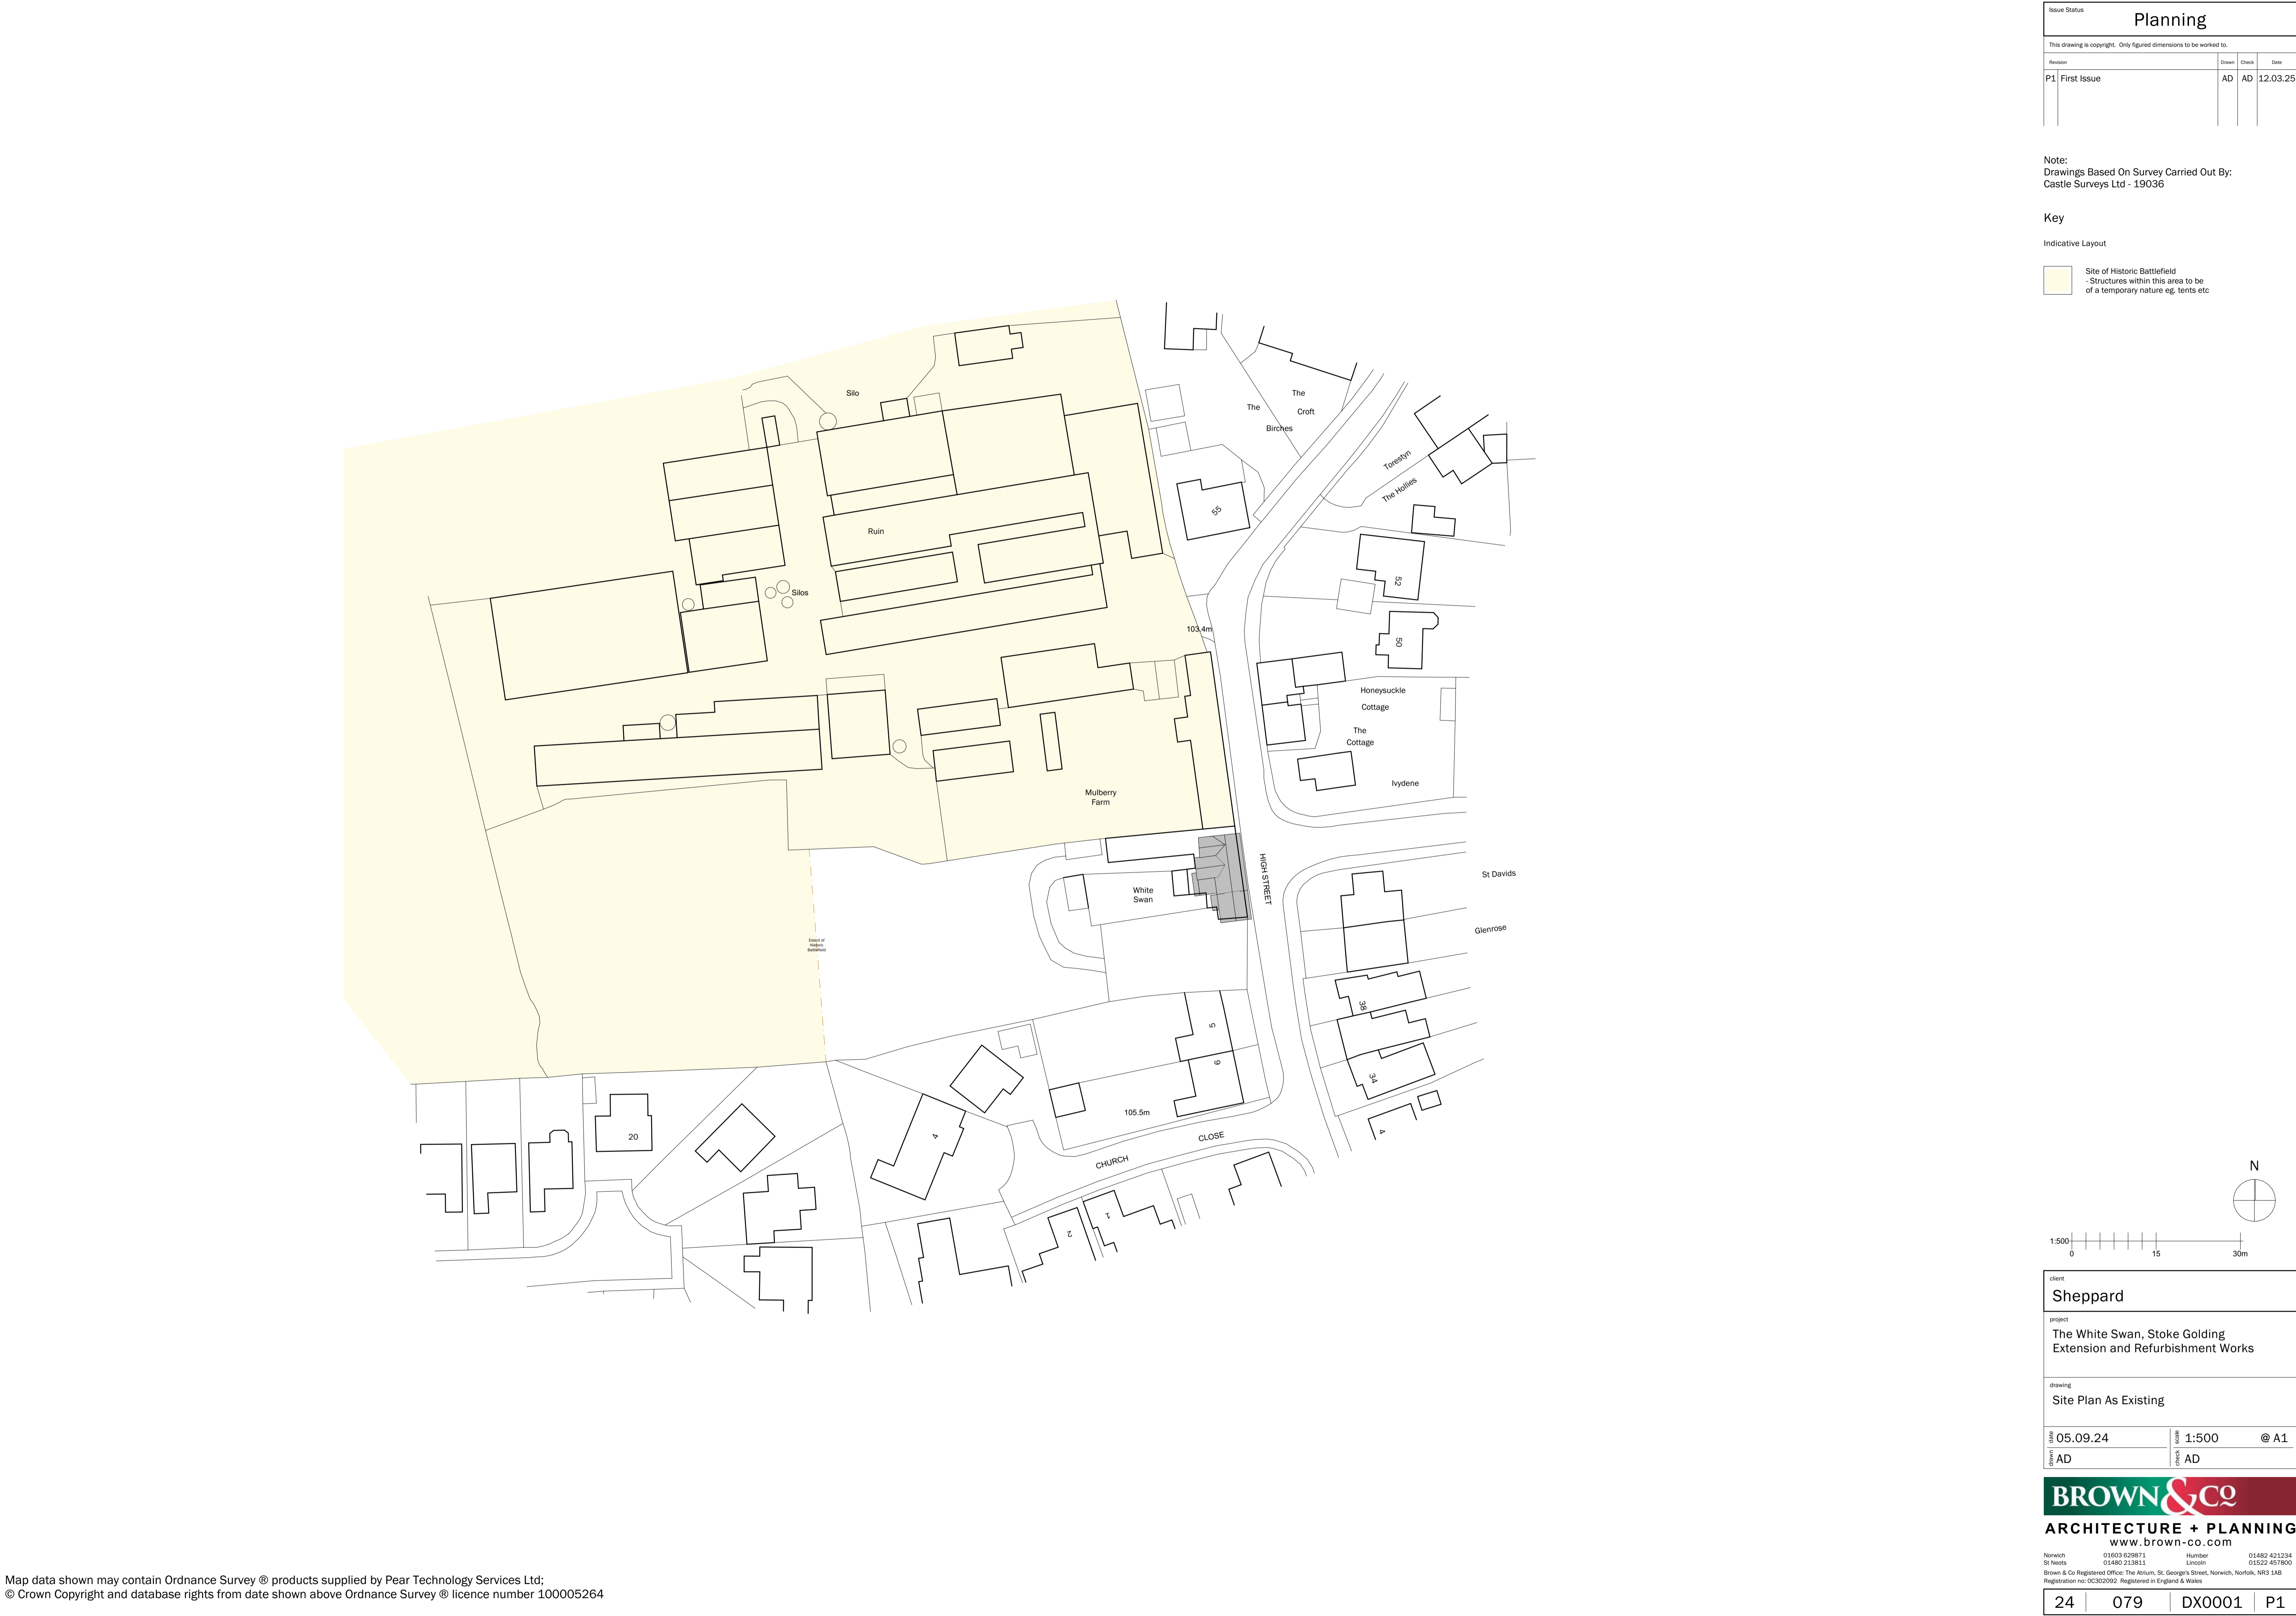 Issue Status
Planning
This drawing is copyright. Only figured dimensions to be worked to.
Revision Drawn Check Date
P1 First Issue AD AD 12.03.25
Note:
Drawings Based On Survey Carried Out By:
Castle Surveys Ltd - 19036
Key
Indicative Layout
Site of Historic Battlefield
- Structures within this area to be
of a temporary nature eg. tents etc
Silo
The
Croft
The
Birches
Torestyn
The Hollies
55
Ruin
52
Silos
103.4m
50
Honeysuckle
Cottage
The
Cottage
Ivydene
Mulberry
Farm
HIGH STREET
White
Swan
St Davids
Glenrose
Extent of
Historic
Battlefield
38
5
9
34
105.5m
20
4
CLOSE
CHURCH
4
1
2
N
1:500
0 15 30m
client
Sheppard
project
The White Swan, Stoke Golding
Extension and Refurbishment Works
drawing
Site Plan As Existing
date 05.09.24 scale 1:500 @ A1
drawn AD check AD
BROWN&CO
ARCHITECTURE + PLANNING
www.brown-co.com
Norwich 01603 629871 Humber 01482 421234
St Neots 01480 213811 Lincoln 01522 457800
Brown & Co Registered Office: The Atrium, St. George's Street, Norwich, Norfolk, NR3 1AB
Registration no: OC302092 Registered in England & Wales
24 079 DX0001 P1
Map data shown may contain Ordnance Survey ® products supplied by Pear Technology Services Ltd;
© Crown Copyright and database rights from date shown above Ordnance Survey ® licence number 100005264